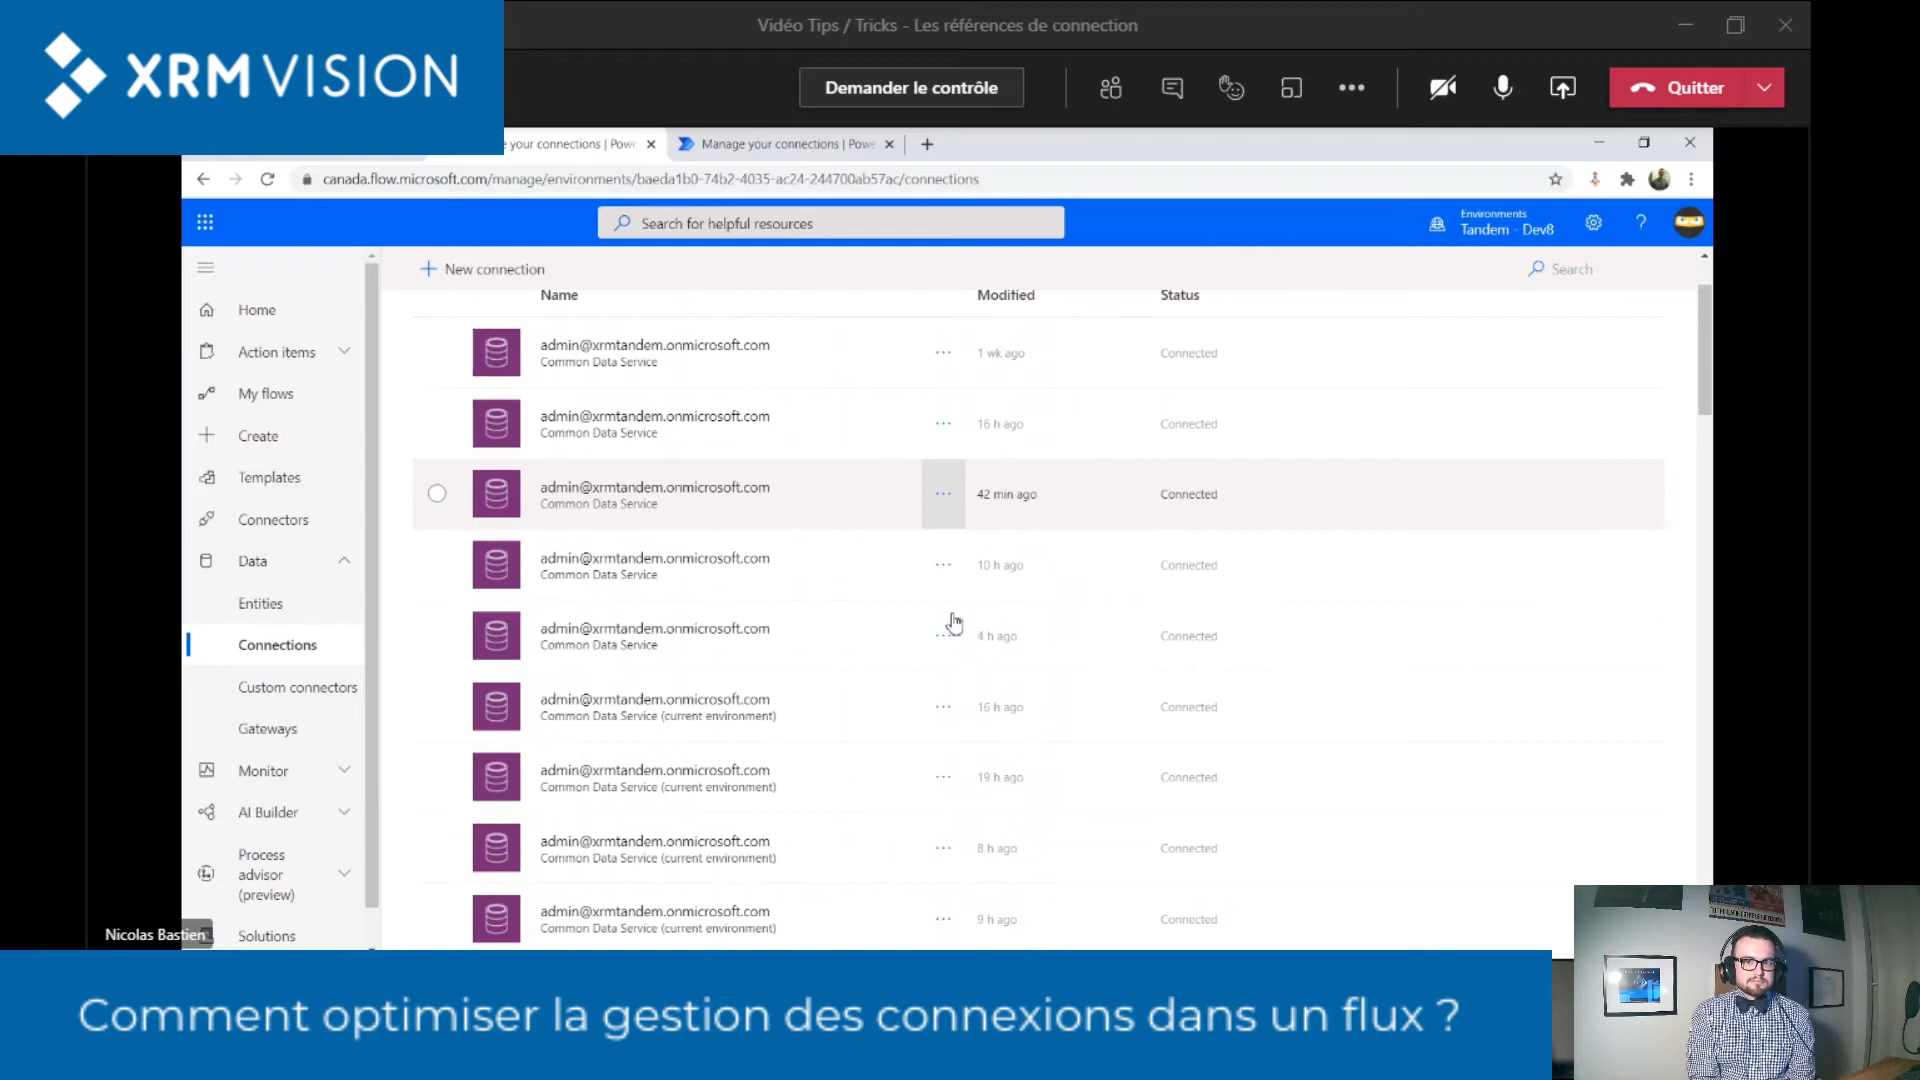 Vidéo Tips / Tricks - Les références de connection
XRMVISION
Demander le contrôle
Quitter
your connections | Powe
Manage your connections | Powe
canada.flow.microsoft.com/manage/environments/baeda1b0-74b2-4035-ac24-244700ab57ac/connections
Search for helpful resources
Environments
Tandem - Dev8
New connection
Search
Home
Action items
My flows
Create
Templates
Connectors
Data
Entities
Connections
Custom connectors
Gateways
Monitor
AI Builder
Process
advisor
(preview)
Solutions
Name Modified Status
admin@xrmtandem.onmicrosoft.com
Common Data Service
1 wk ago Connected
admin@xrmtandem.onmicrosoft.com
Common Data Service
16 h ago Connected
admin@xrmtandem.onmicrosoft.com
Common Data Service
42 min ago Connected
admin@xrmtandem.onmicrosoft.com
Common Data Service
10 h ago Connected
admin@xrmtandem.onmicrosoft.com
Common Data Service
4 h ago Connected
admin@xrmtandem.onmicrosoft.com
Common Data Service (current environment)
16 h ago Connected
admin@xrmtandem.onmicrosoft.com
Common Data Service (current environment)
19 h ago Connected
admin@xrmtandem.onmicrosoft.com
Common Data Service (current environment)
8 h ago Connected
admin@xrmtandem.onmicrosoft.com
Common Data Service (current environment)
9 h ago Connected
Nicolas Bastien
Comment optimiser la gestion des connexions dans un flux ?